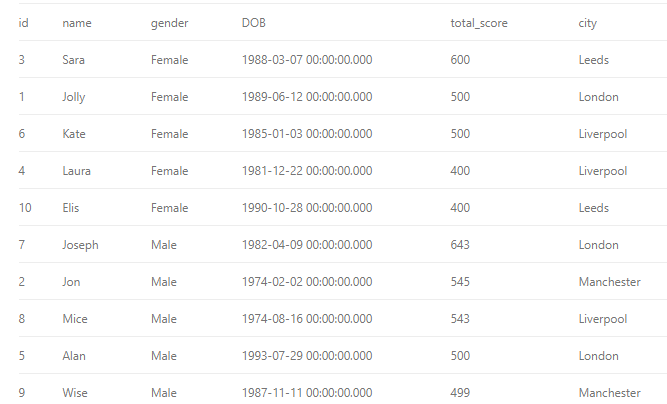 id name gender DOB total_score city
3 Sara Female 1988-03-07 00:00:00.000 600 Leeds
1 Jolly Female 1989-06-12 00:00:00.000 500 London
6 Kate Female 1985-01-03 00:00:00.000 500 Liverpool
4 Laura Female 1981-12-22 00:00:00.000 400 Liverpool
10 Elis Female 1990-10-28 00:00:00.000 400 Leeds
7 Joseph Male 1982-04-09 00:00:00.000 643 London
2 Jon Male 1974-02-02 00:00:00.000 545 Manchester
8 Mice Male 1974-08-16 00:00:00.000 543 Liverpool
5 Alan Male 1993-07-29 00:00:00.000 500 London
9 Wise Male 1987-11-11 00:00:00.000 499 Manchester